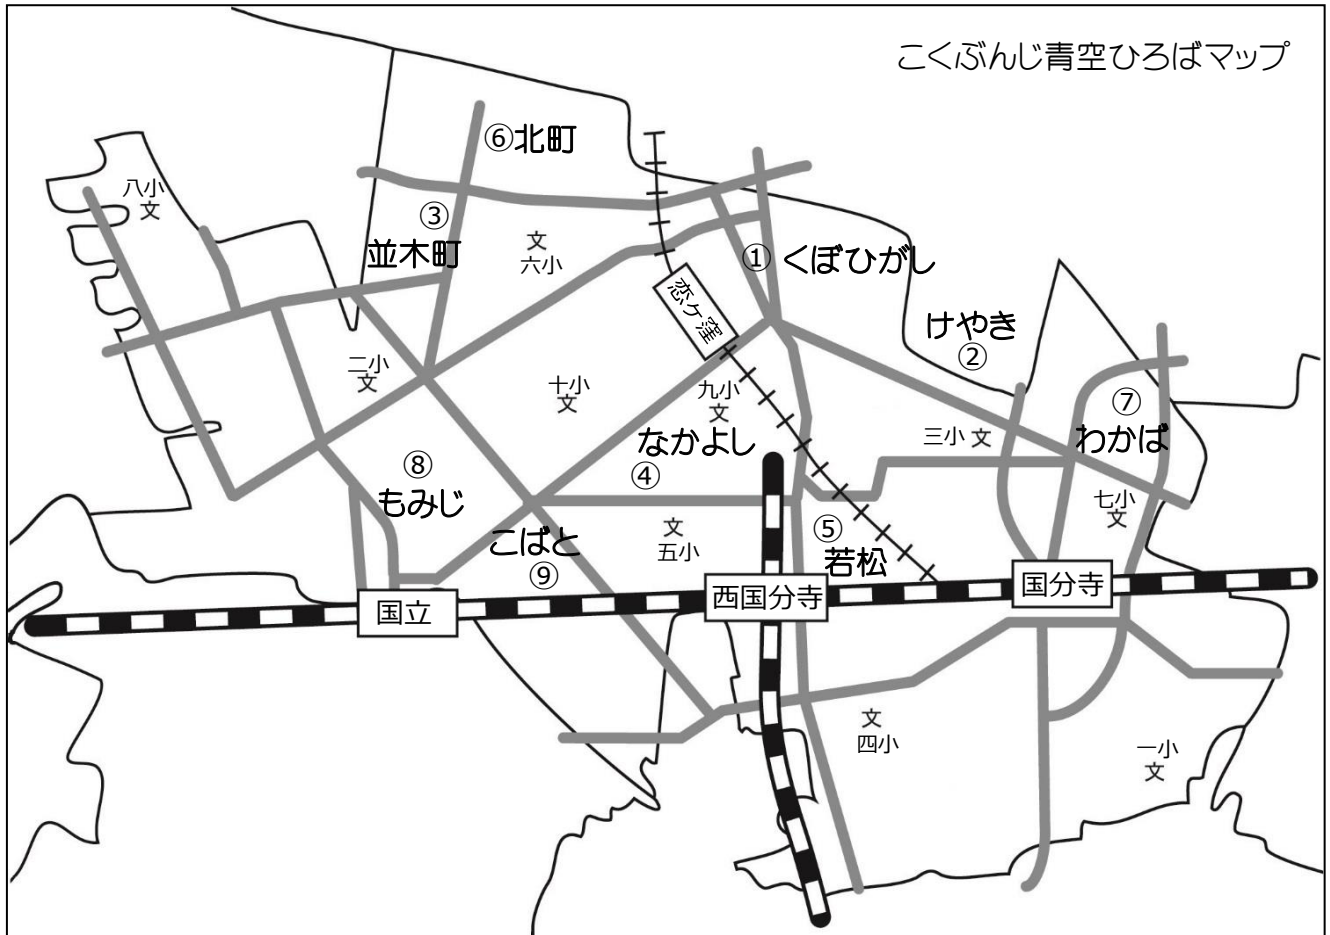 こくぶんじ青空ひろばマップ
⑥北町
八小
文
③
並木町
文
六小
①くぼひがし
恋ヶ窪
けやき
②
二小
文
十小
文
九小
文
⑦
わかば
なかよし
④
三小 文
⑧
もみじ
七小
文
こばと
⑨
文
五小
⑤
若松
国立
西国分寺
国分寺
文
四小
一小
文